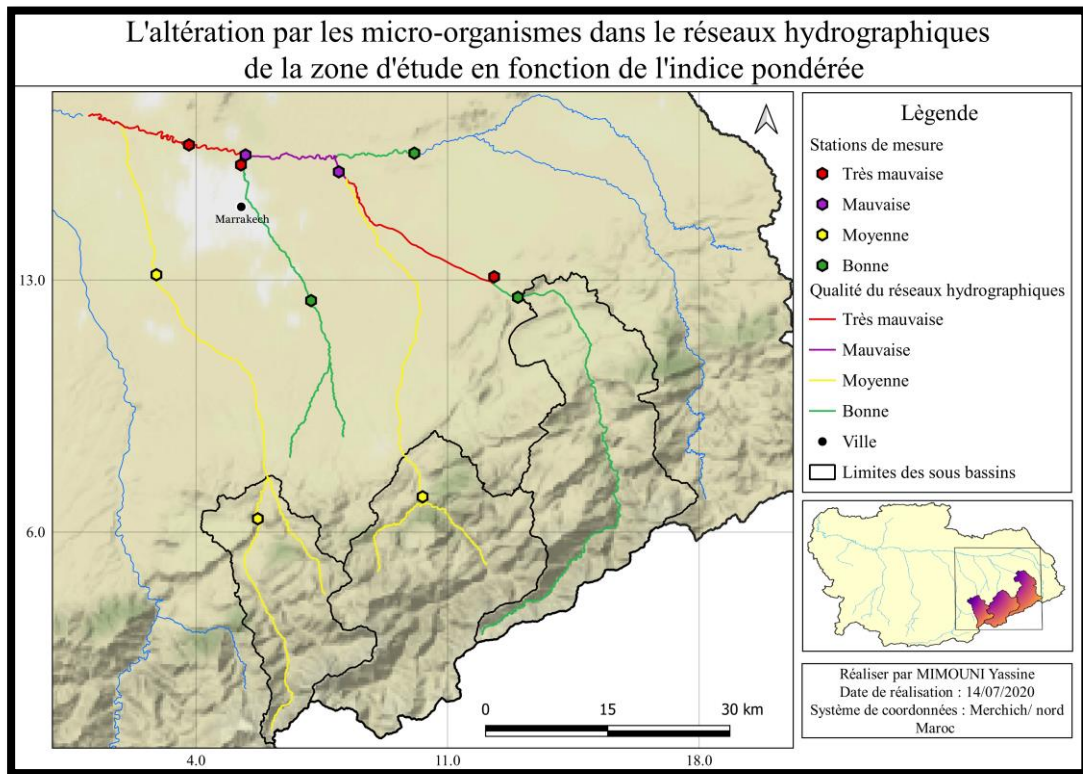 L'altération par les micro-organismes dans le réseaux hydrographiques
de la zone d'étude en fonction de l'indice pondérée
Marrakech
13.0
6.0
4.0
11.0
18.0
0
15
30 km
Lègende
Stations de mesure
Très mauvaise
Mauvaise
Moyenne
Bonne
Qualité du réseaux hydrographiques
Très mauvaise
Mauvaise
Moyenne
Bonne
Ville
Limites des sous bassins
Réaliser par MIMOUNI Yassine
Date de réalisation : 14/07/2020
Système de coordonnées : Merchich/ nord
Maroc